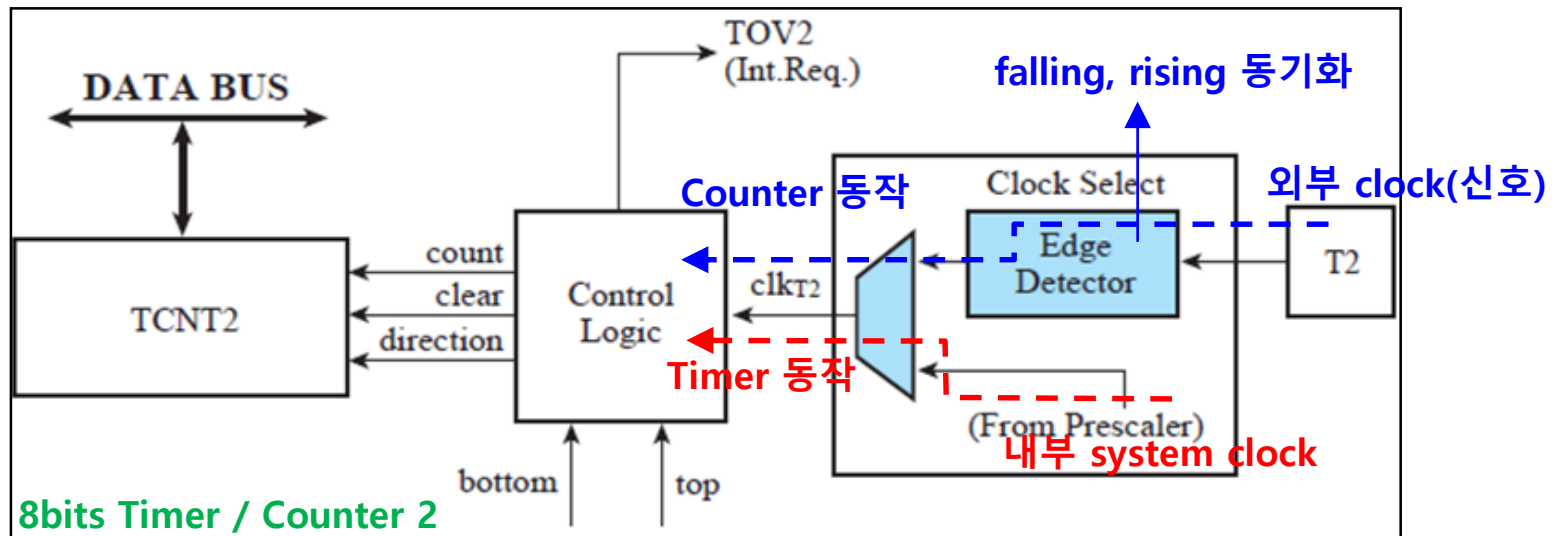 TOV2
(Int.Req.)
falling, rising 동기화
DATA BUS
Clock Select
외부 clock(신호)
Counter 동작
Edge
Detector
T2
count
clear
direction
TCNT2
Control
Logic
clkT2
Timer 동작
(From Prescaler)
내부 system clock
bottom
top
8bits Timer / Counter 2